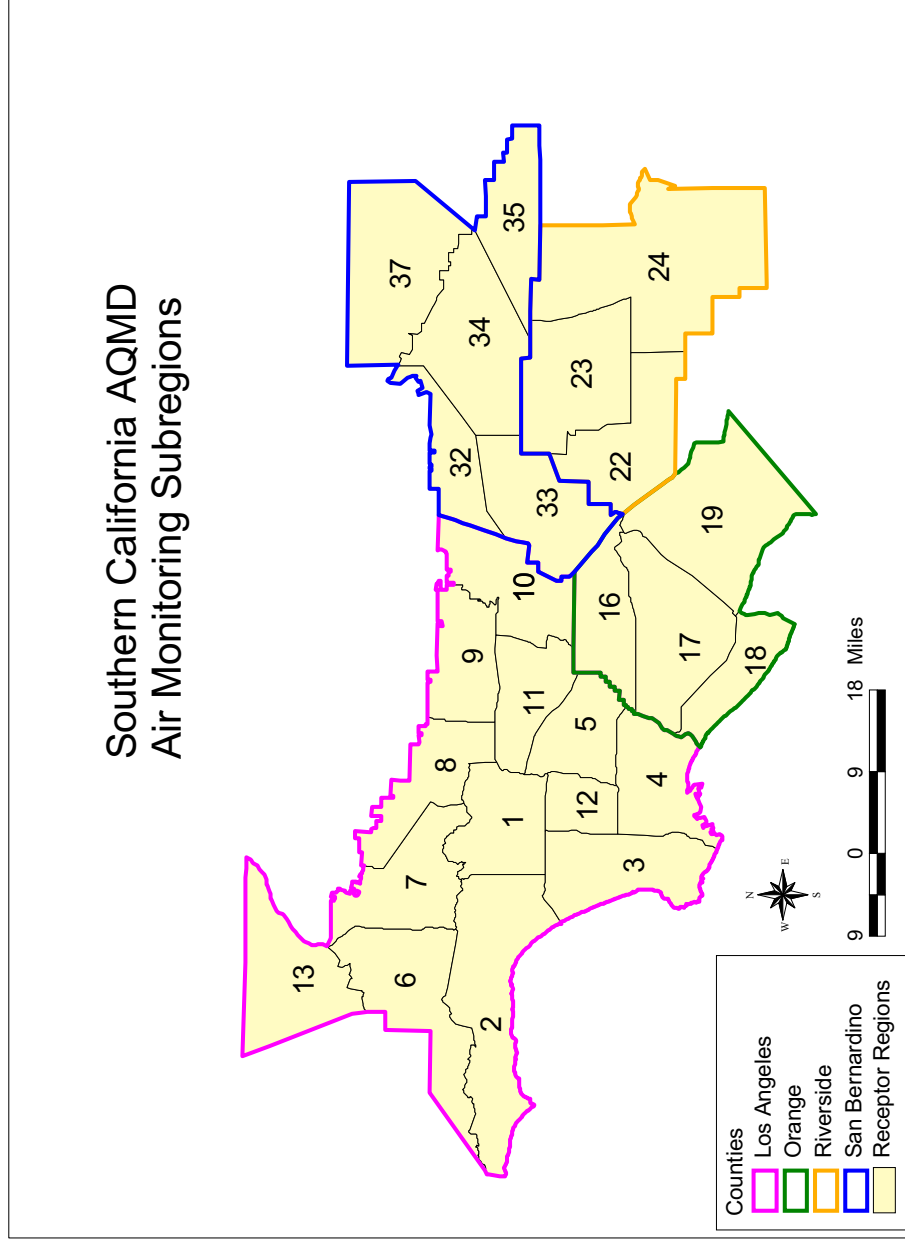 Southern California AQMD
Air Monitoring Subregions
37
13
35
34
32
24
6
8
7
9
23
33
10
22
2
1
11
19
16
5
12
17
3
4
18
N
W
E
S
9
0
9
18
Miles
Counties
Los Angeles
Orange
Riverside
San Bernardino
Receptor Regions